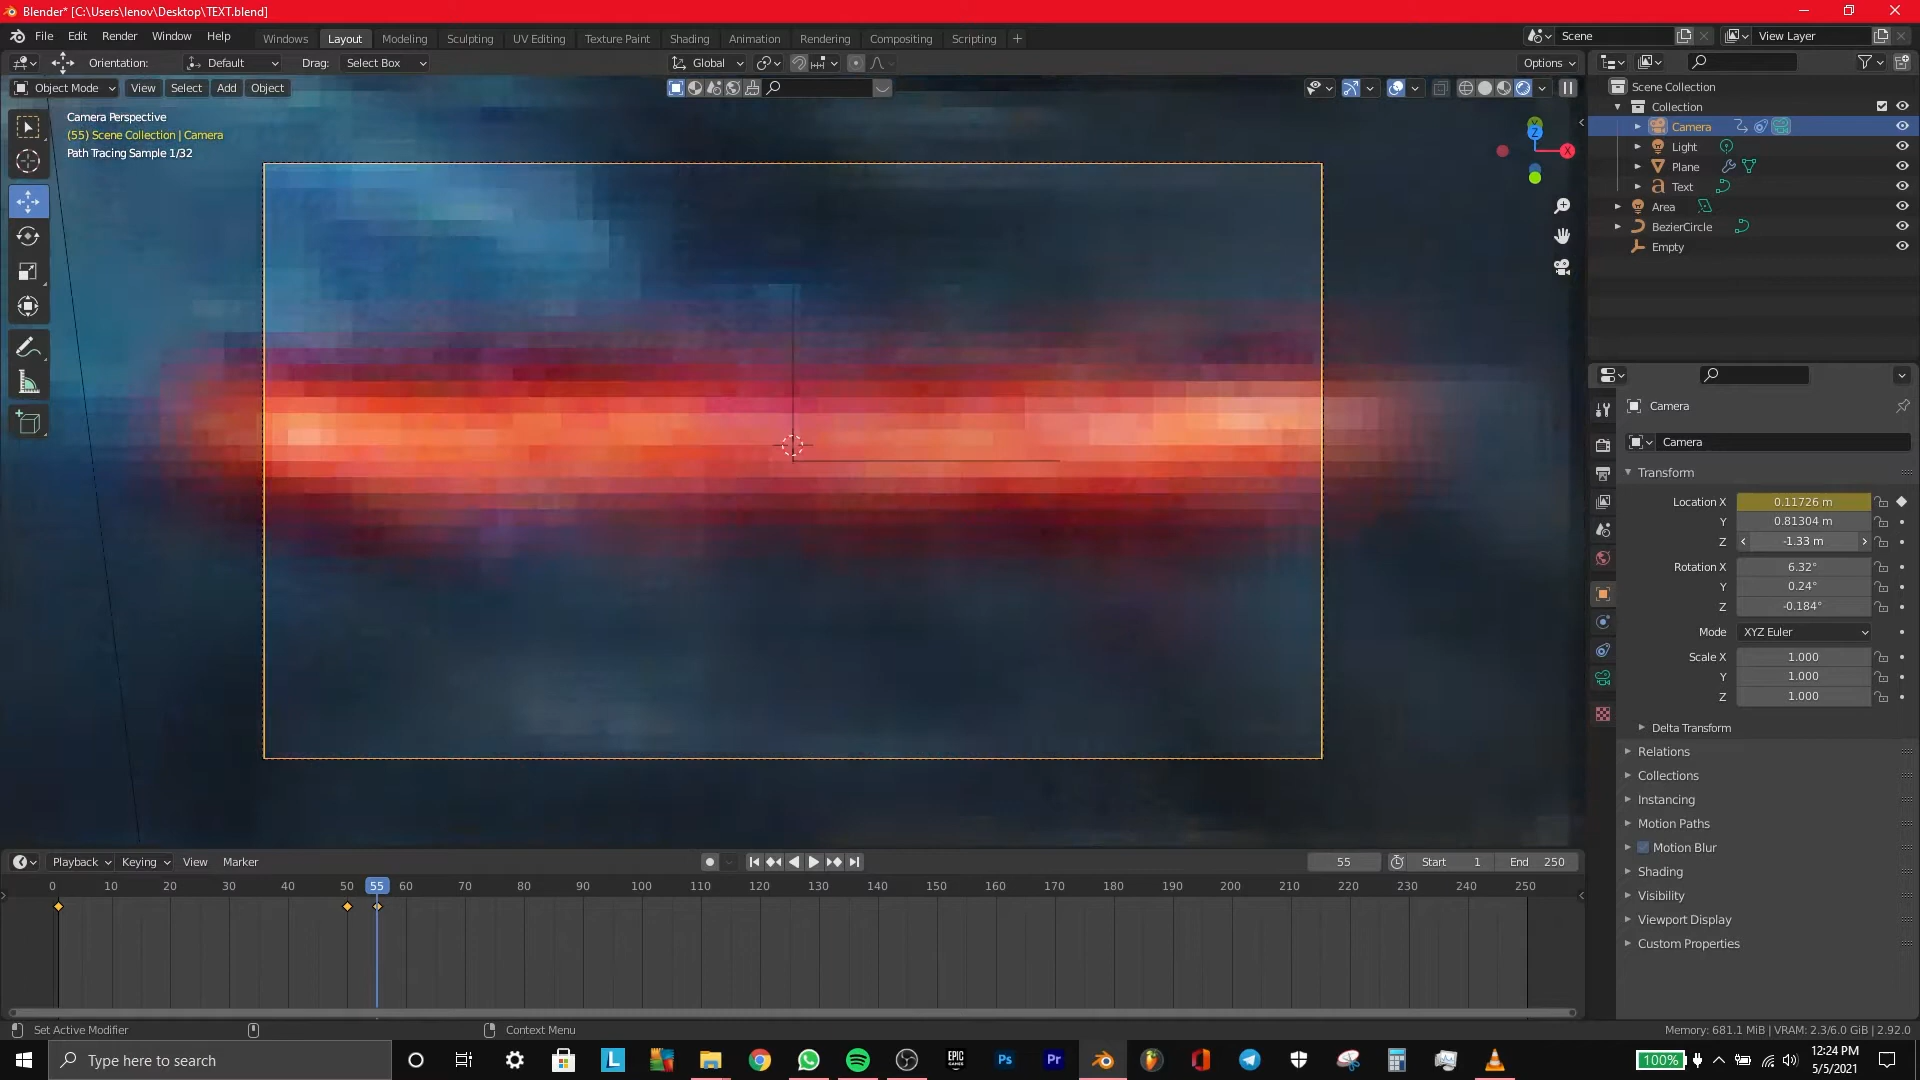 Blender* [C:\Users\lenov\Desktop\TEXT.blend]
File Edit Render Window Help Windows Layout Modeling Sculpting UV Editing Texture Paint Shading Animation Rendering Compositing Scripting + Scene View Layer
Orientation: Default Drag: Select Box Global Options
Object Mode View Select Add Object
Camera Perspective
(55) Scene Collection | Camera
Path Tracing Sample 1/32
Z
X
Scene Collection
Collection
Camera
Light
Plane
Text
Area
BezierCircle
Empty
Camera
Camera
Transform
Location X 0.11726 m
Y 0.81304 m
Z -1.33 m
Rotation X 6.32°
Y 0.24°
Z -0.184°
Mode XYZ Euler
Scale X 1.000
Y 1.000
Z 1.000
Delta Transform
Relations
Collections
Instancing
Motion Paths
Motion Blur
Shading
Visibility
Viewport Display
Custom Properties
Playback Keying View Marker 55 Start 1 End 250
0 10 20 30 40 50 55 60 70 80 90 100 110 120 130 140 150 160 170 180 190 200 210 220 230 240 250
Set Active Modifier Context Menu Memory: 681.1 MiB | VRAM: 2.3/6.0 GiB | 2.92.0
Type here to search L EPIC GAMES Ps Pr 100% 12:24 PM
5/5/2021